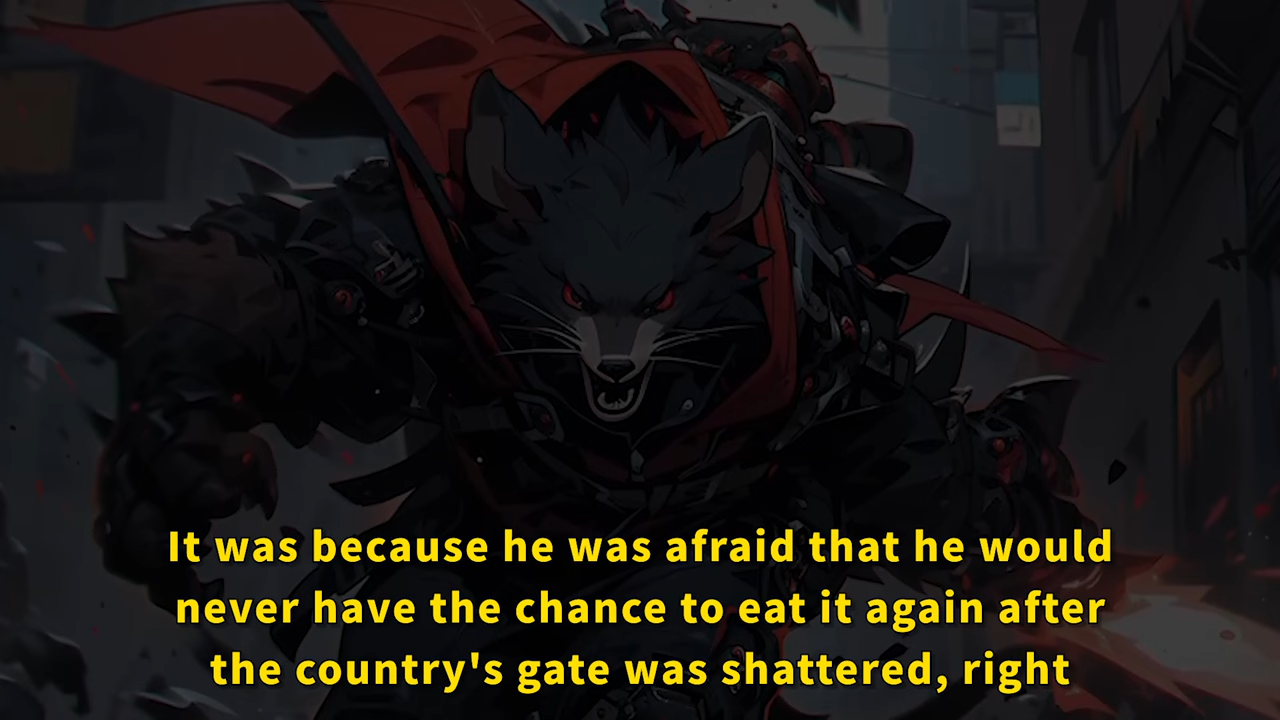 It was because he was afraid that he would
never have the chance to eat it again after
the country's gate was shattered, right